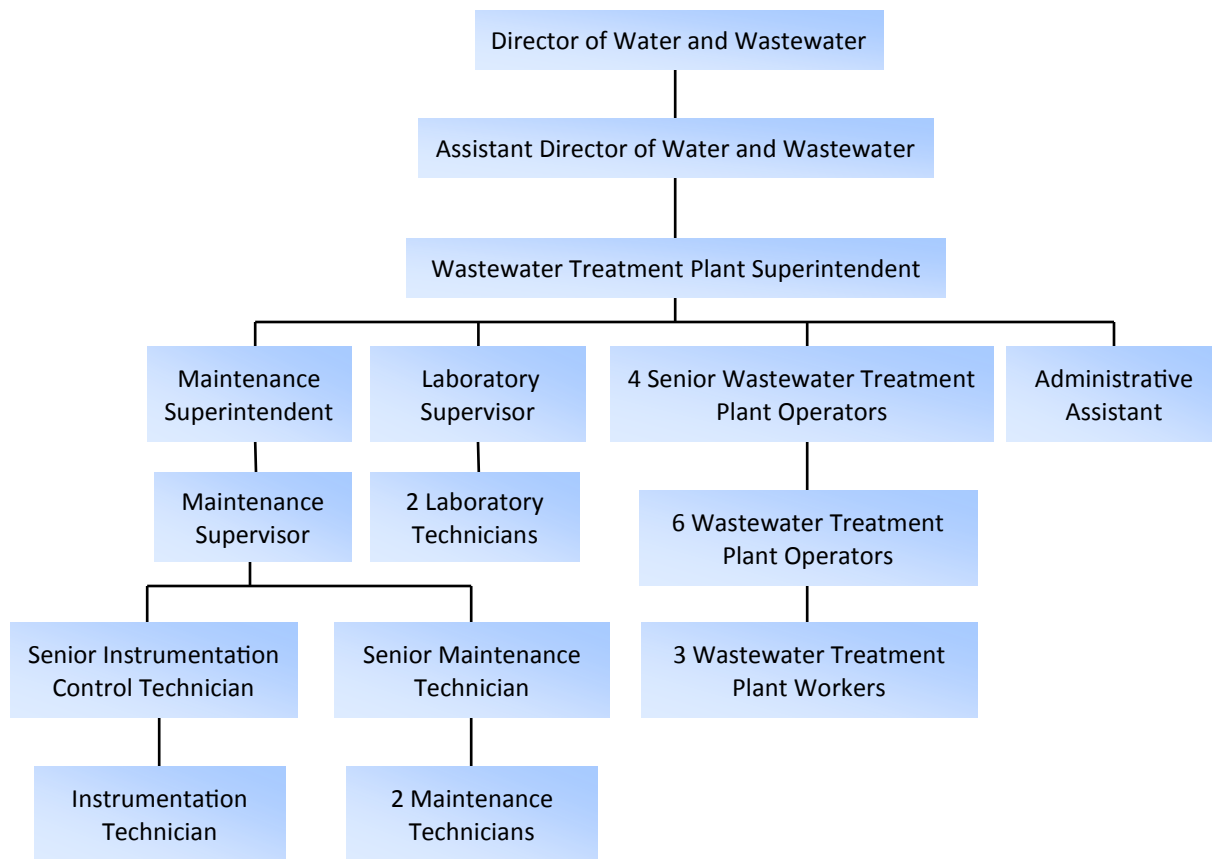 Director of Water and Wastewater
Assistant Director of Water and Wastewater
Wastewater Treatment Plant Superintendent
Maintenance
Superintendent
Laboratory
Supervisor
4 Senior Wastewater Treatment
Plant Operators
Administrative
Assistant
Maintenance
Supervisor
2 Laboratory
Technicians
6 Wastewater Treatment
Plant Operators
Senior Instrumentation
Control Technician
Senior Maintenance
Technician
3 Wastewater Treatment
Plant Workers
Instrumentation
Technician
2 Maintenance
Technicians